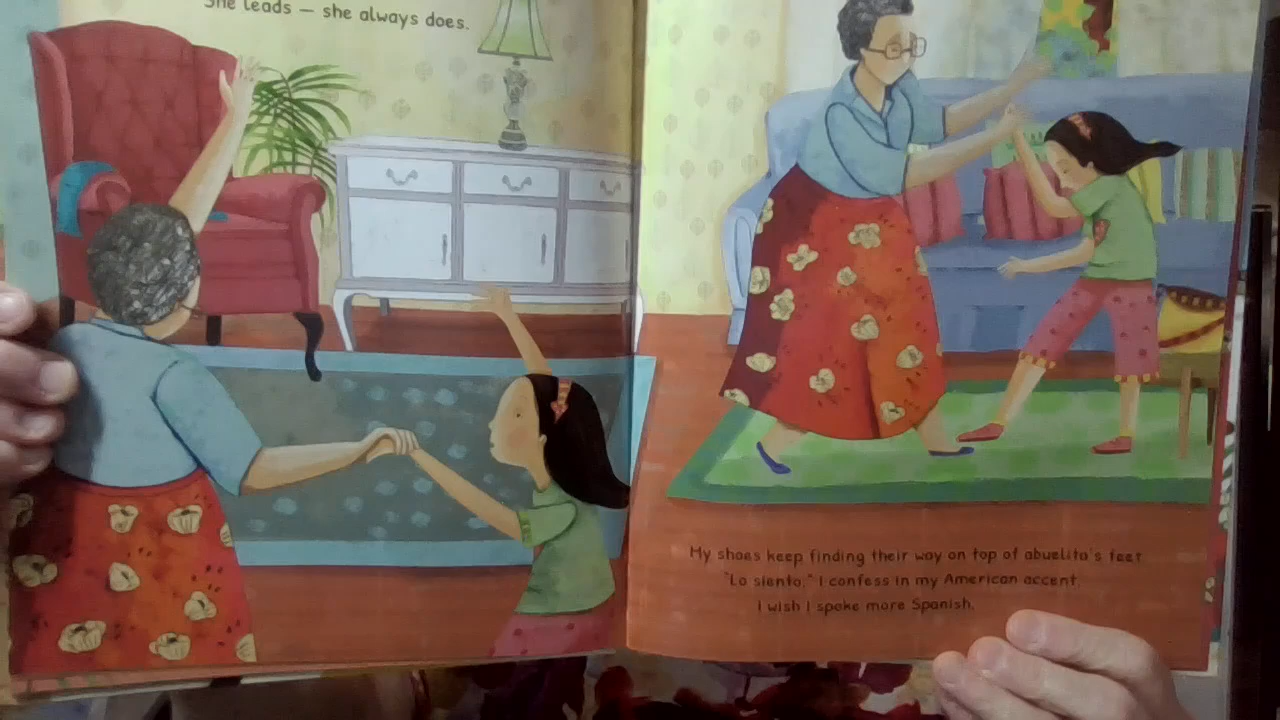 She leads — she always does.
My shoes keep finding their way on top of abuelita's feet
"Lo siento," I confess in my American accent.
I wish I spoke more Spanish.